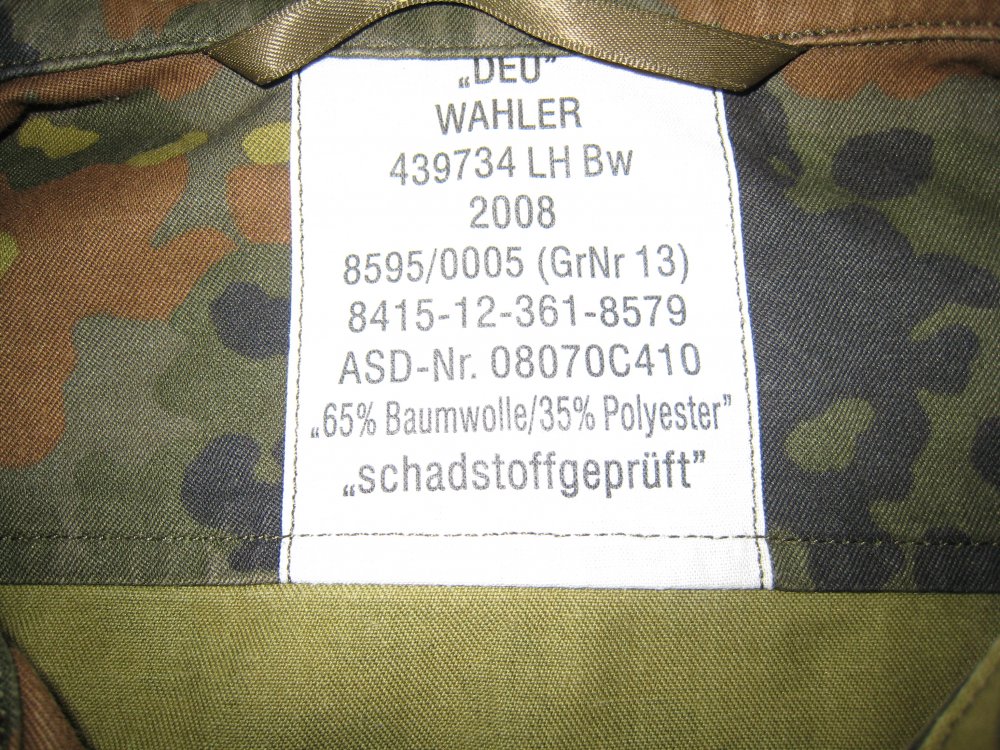 „DEU”
WAHLER
439734 LH Bw
2008
8595/0005 (GrNr 13)
8415-12-361-8579
ASD-Nr. 08070C410
„65% Baumwolle/35% Polyester”
„schadstoffgeprüft”